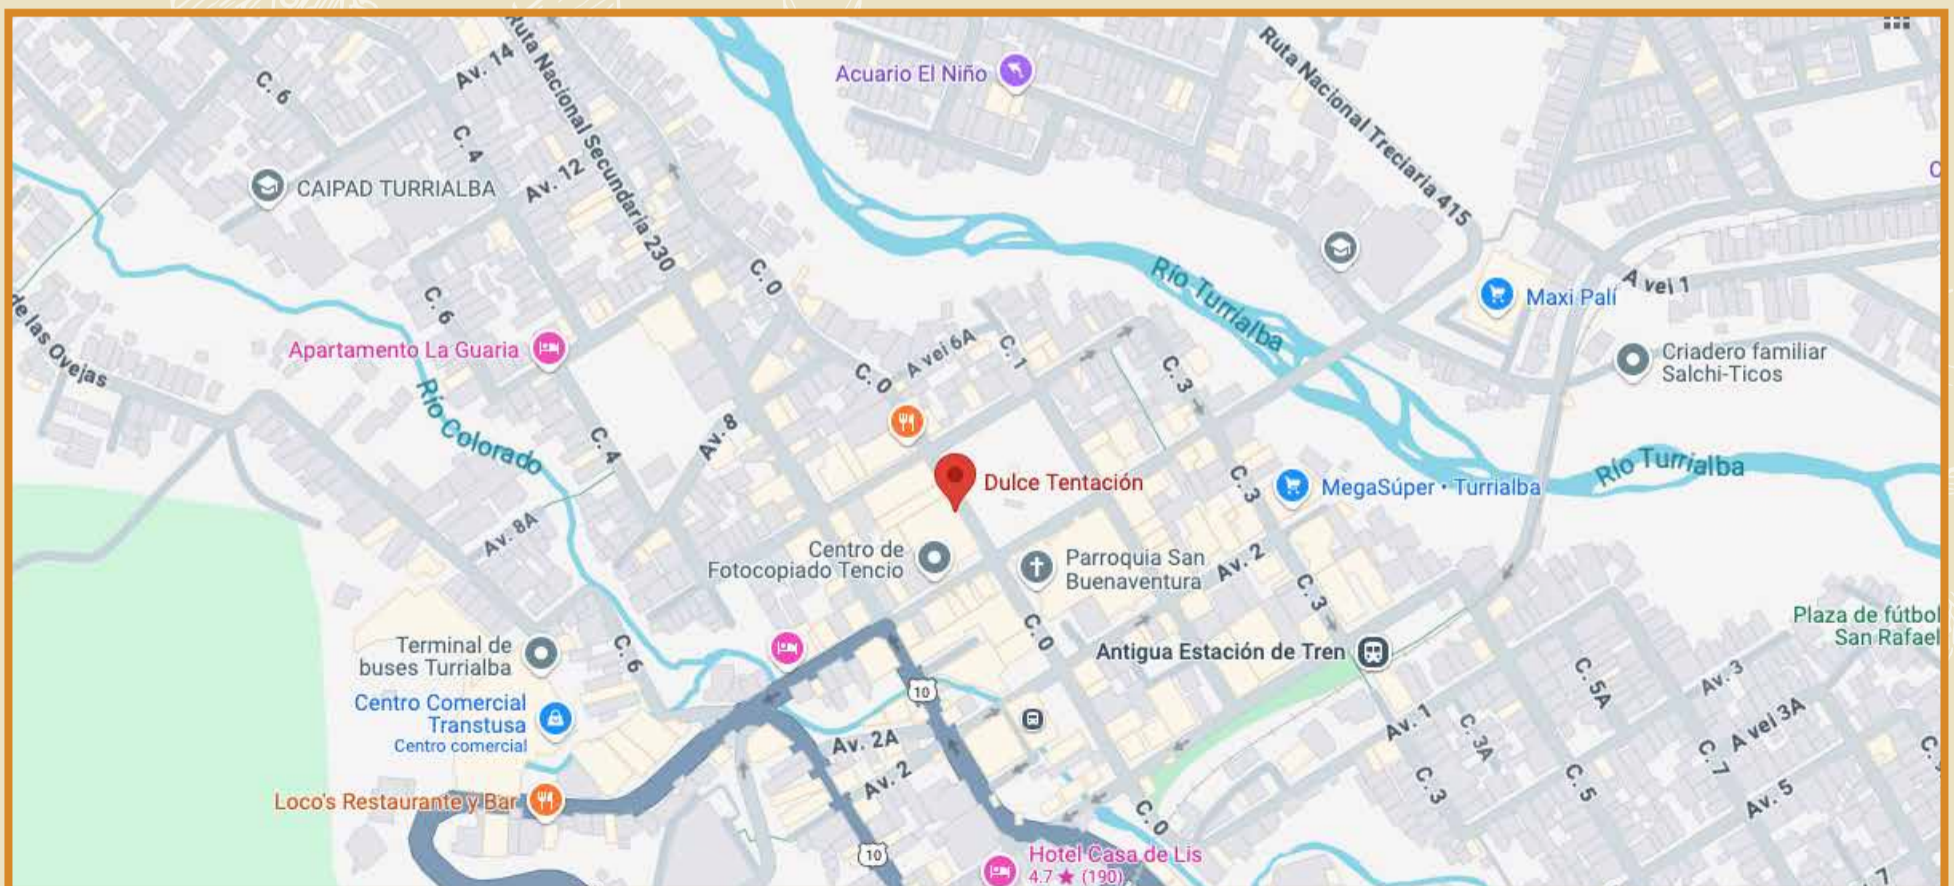 Ruta Nacional Secundaria 230
Av. 14
C. 6
Acuario El Niño
Ruta Nacional Treciaria 415
C. 4
Av. 12
CAIPAD TURRIALBA
C
de las Ovejas
C. 6
C. 0
Río Turrialba
Maxi Palí
A vei 1
Apartamento La Guaria
A vei 6A
C. 1
C. 0
C. 3
Criadero familiar
Salchi-Ticos
Río Colorado
C. 4
Av. 8
Dulce Tentación
C. 3
MegaSúper • Turrialba
Río Turrialba
Av. 8A
Centro de
Fotocopiado Tencio
Parroquia San
Buenaventura
Av. 2
C. 3
Plaza de fútbol
San Rafael
Terminal de
buses Turrialba
C. 6
C. 0
Antigua Estación de Tren
C. 5A
Av. 3
10
Centro Comercial
Transtusa
Centro comercial
Av. 2A
Av. 1
C. 3A
A vel 3A
C. 7
C.
Av. 2
Loco's Restaurante y Bar
C. 3
C. 5
Av. 5
C. 0
10
Hotel Casa de Lis
4.7 ★ (190)
7